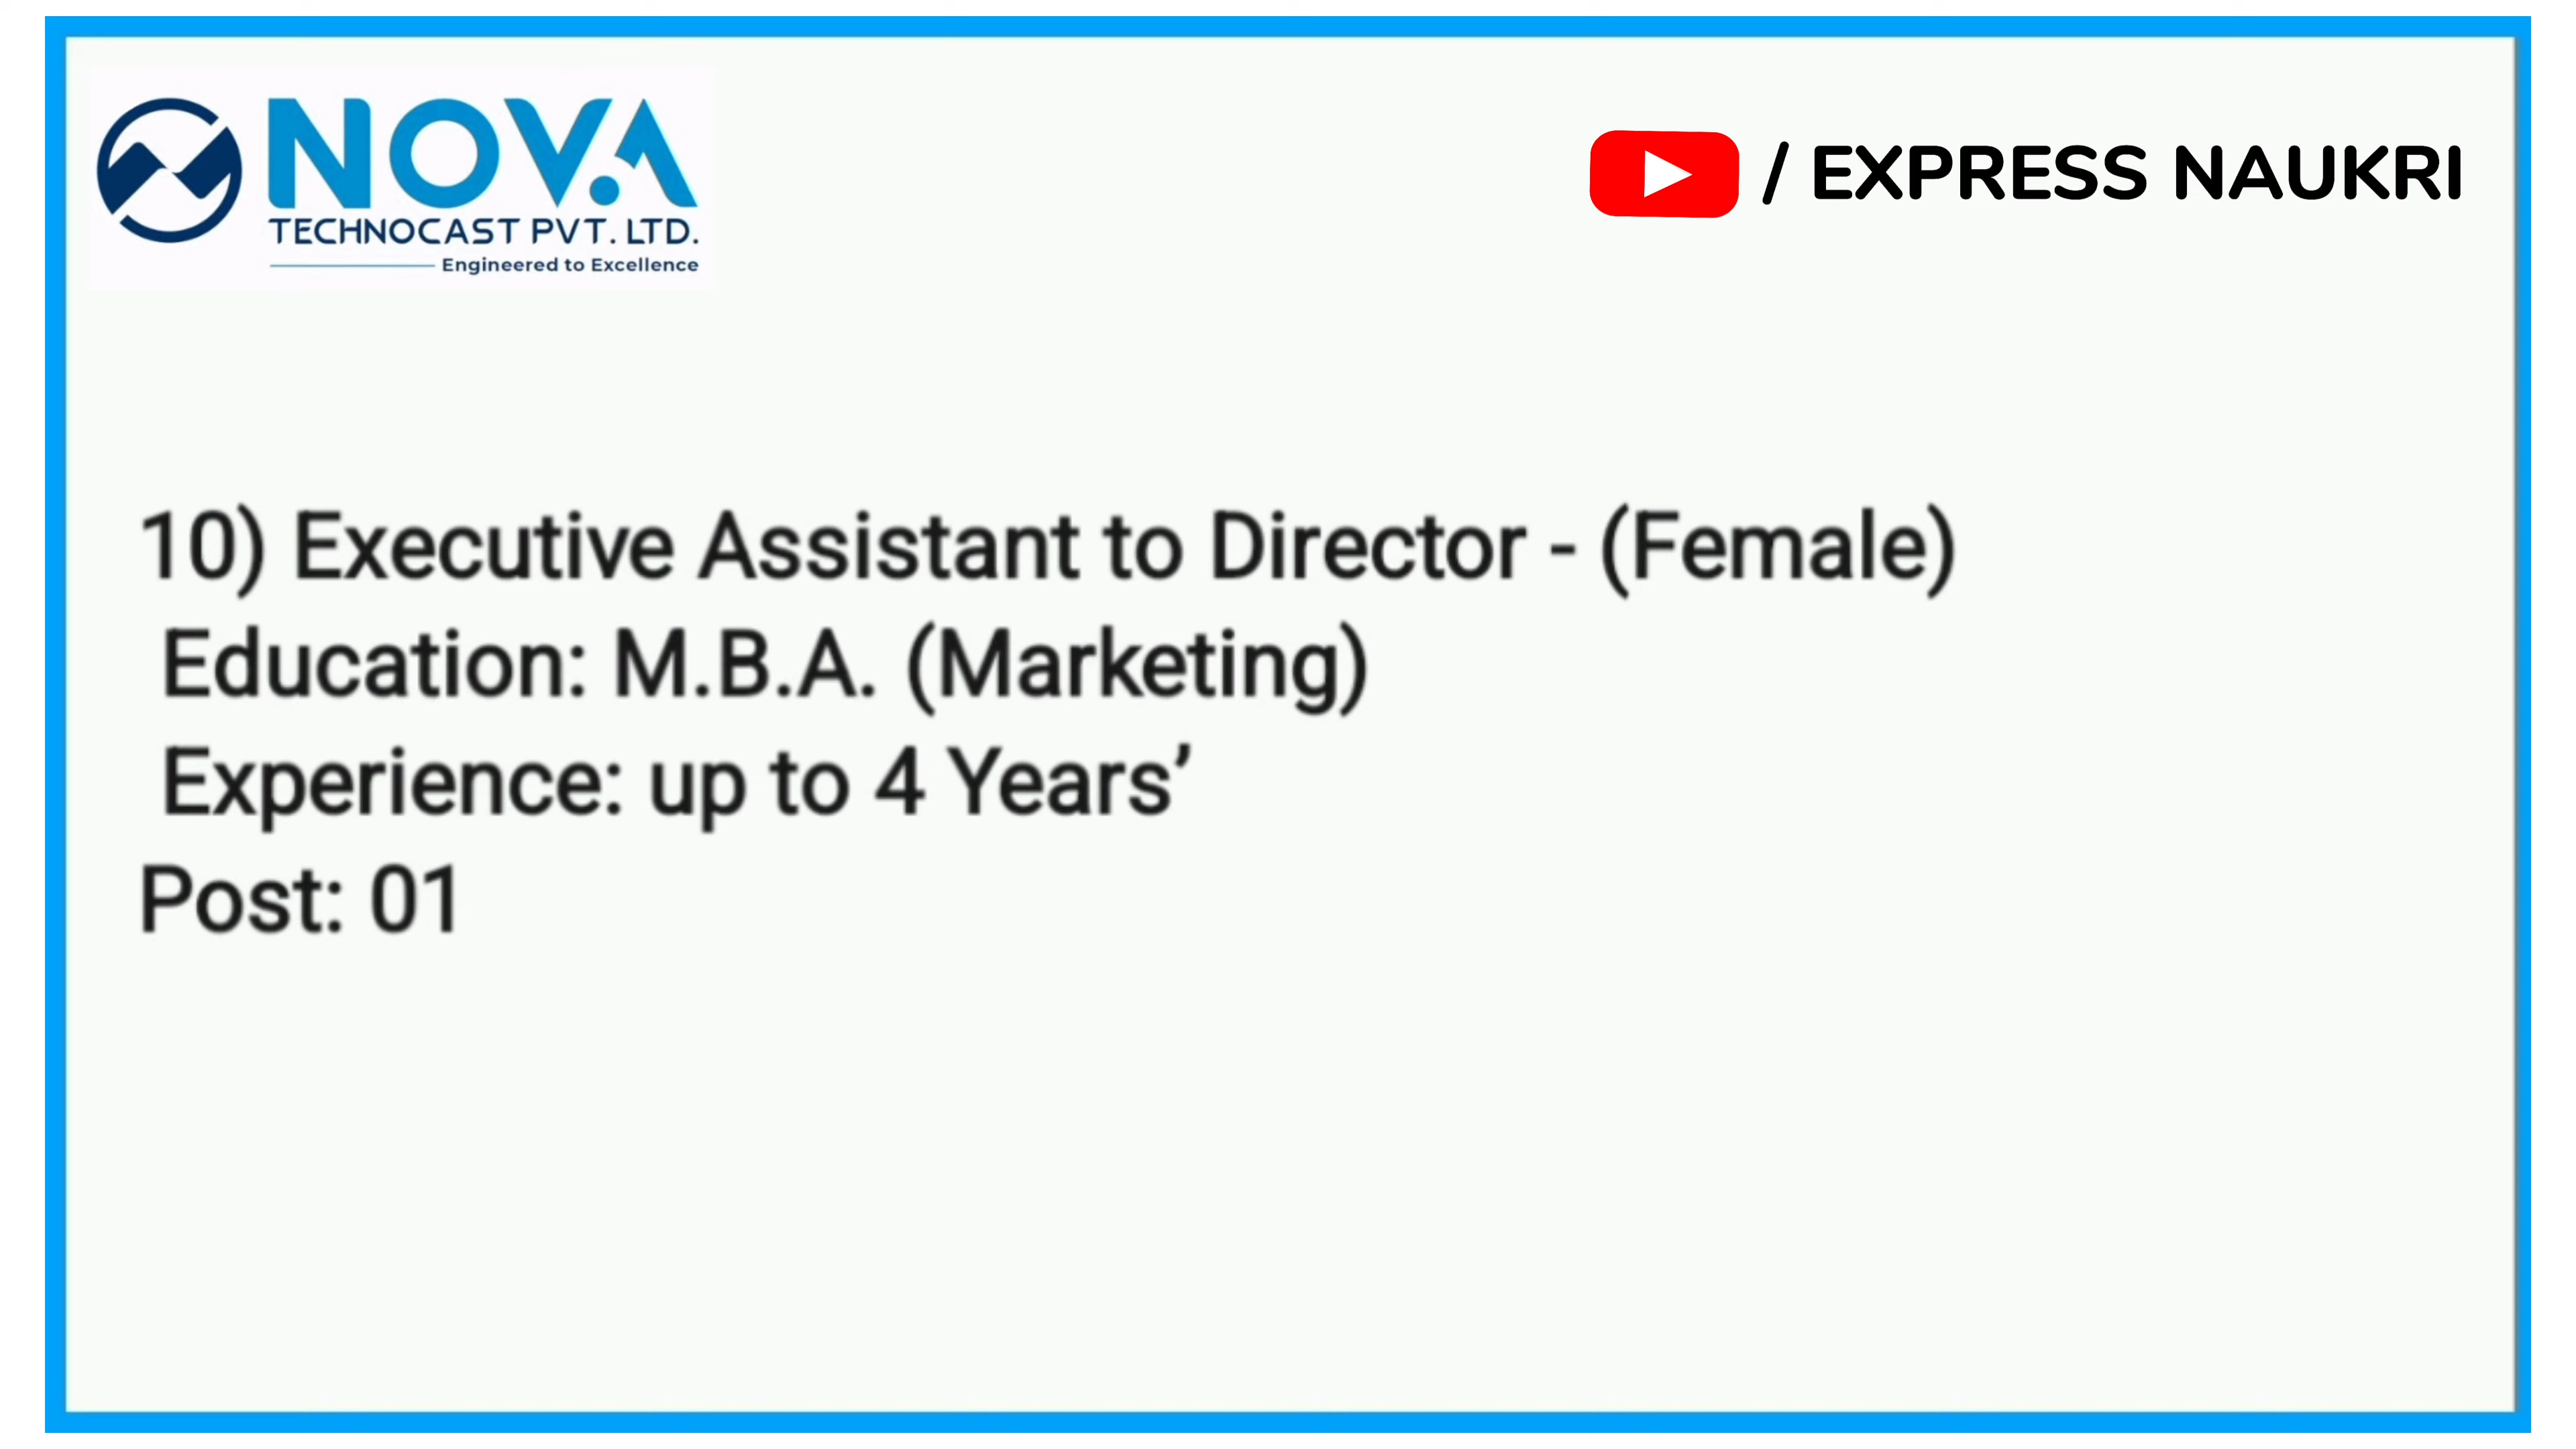 NOVA
TECHNOCAST PVT. LTD.
Engineered to Excellence
/ EXPRESS NAUKRI
10) Executive Assistant to Director - (Female)
Education: M.B.A. (Marketing)
Experience: up to 4 Years’
Post: 01